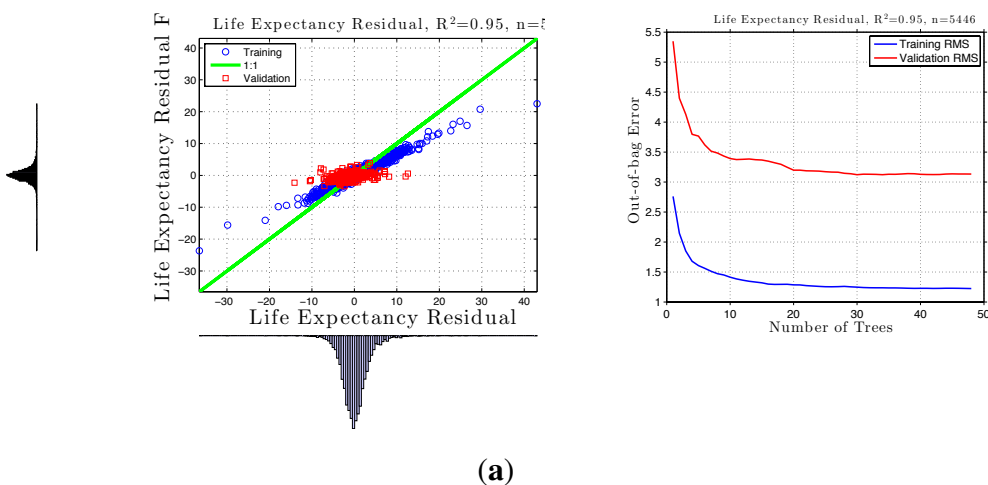 Life Expectancy Residual, R²=0.95, n=5
Life Expectancy Residual F
40
30
20
10
0
−10
−20
−30
Training
1:1
Validation
−30 −20 −10 0 10 20 30 40
Life Expectancy Residual
Life Expectancy Residual, R²=0.95, n=5446
Out-of-bag Error
5.5
5
4.5
4
3.5
3
2.5
2
1.5
1
Training RMS
Validation RMS
0 10 20 30 40 50
Number of Trees
(a)